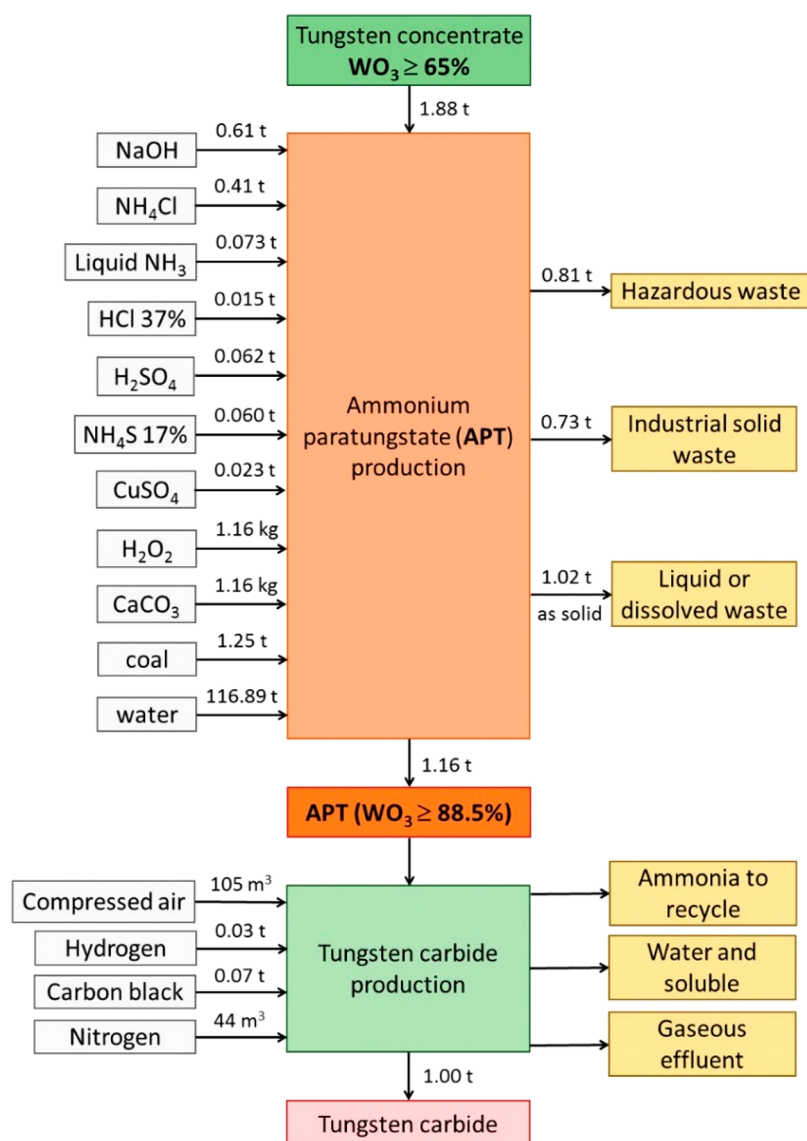 Tungsten concentrate
WO₃ ≥ 65%
1.88 t
NaOH
0.61 t
NH₄Cl
0.41 t
Liquid NH₃
0.073 t
HCl 37%
0.015 t
H₂SO₄
0.062 t
NH₄S 17%
0.060 t
CuSO₄
0.023 t
H₂O₂
1.16 kg
CaCO₃
1.16 kg
coal
1.25 t
water
116.89 t
Ammonium
paratungstate (APT)
production
0.81 t
Hazardous waste
0.73 t
Industrial solid
waste
1.02 t
as solid
Liquid or
dissolved waste
1.16 t
APT (WO₃ ≥ 88.5%)
Compressed air
105 m³
Hydrogen
0.03 t
Carbon black
0.07 t
Nitrogen
44 m³
Tungsten carbide
production
Ammonia to
recycle
Water and
soluble
Gaseous
effluent
1.00 t
Tungsten carbide